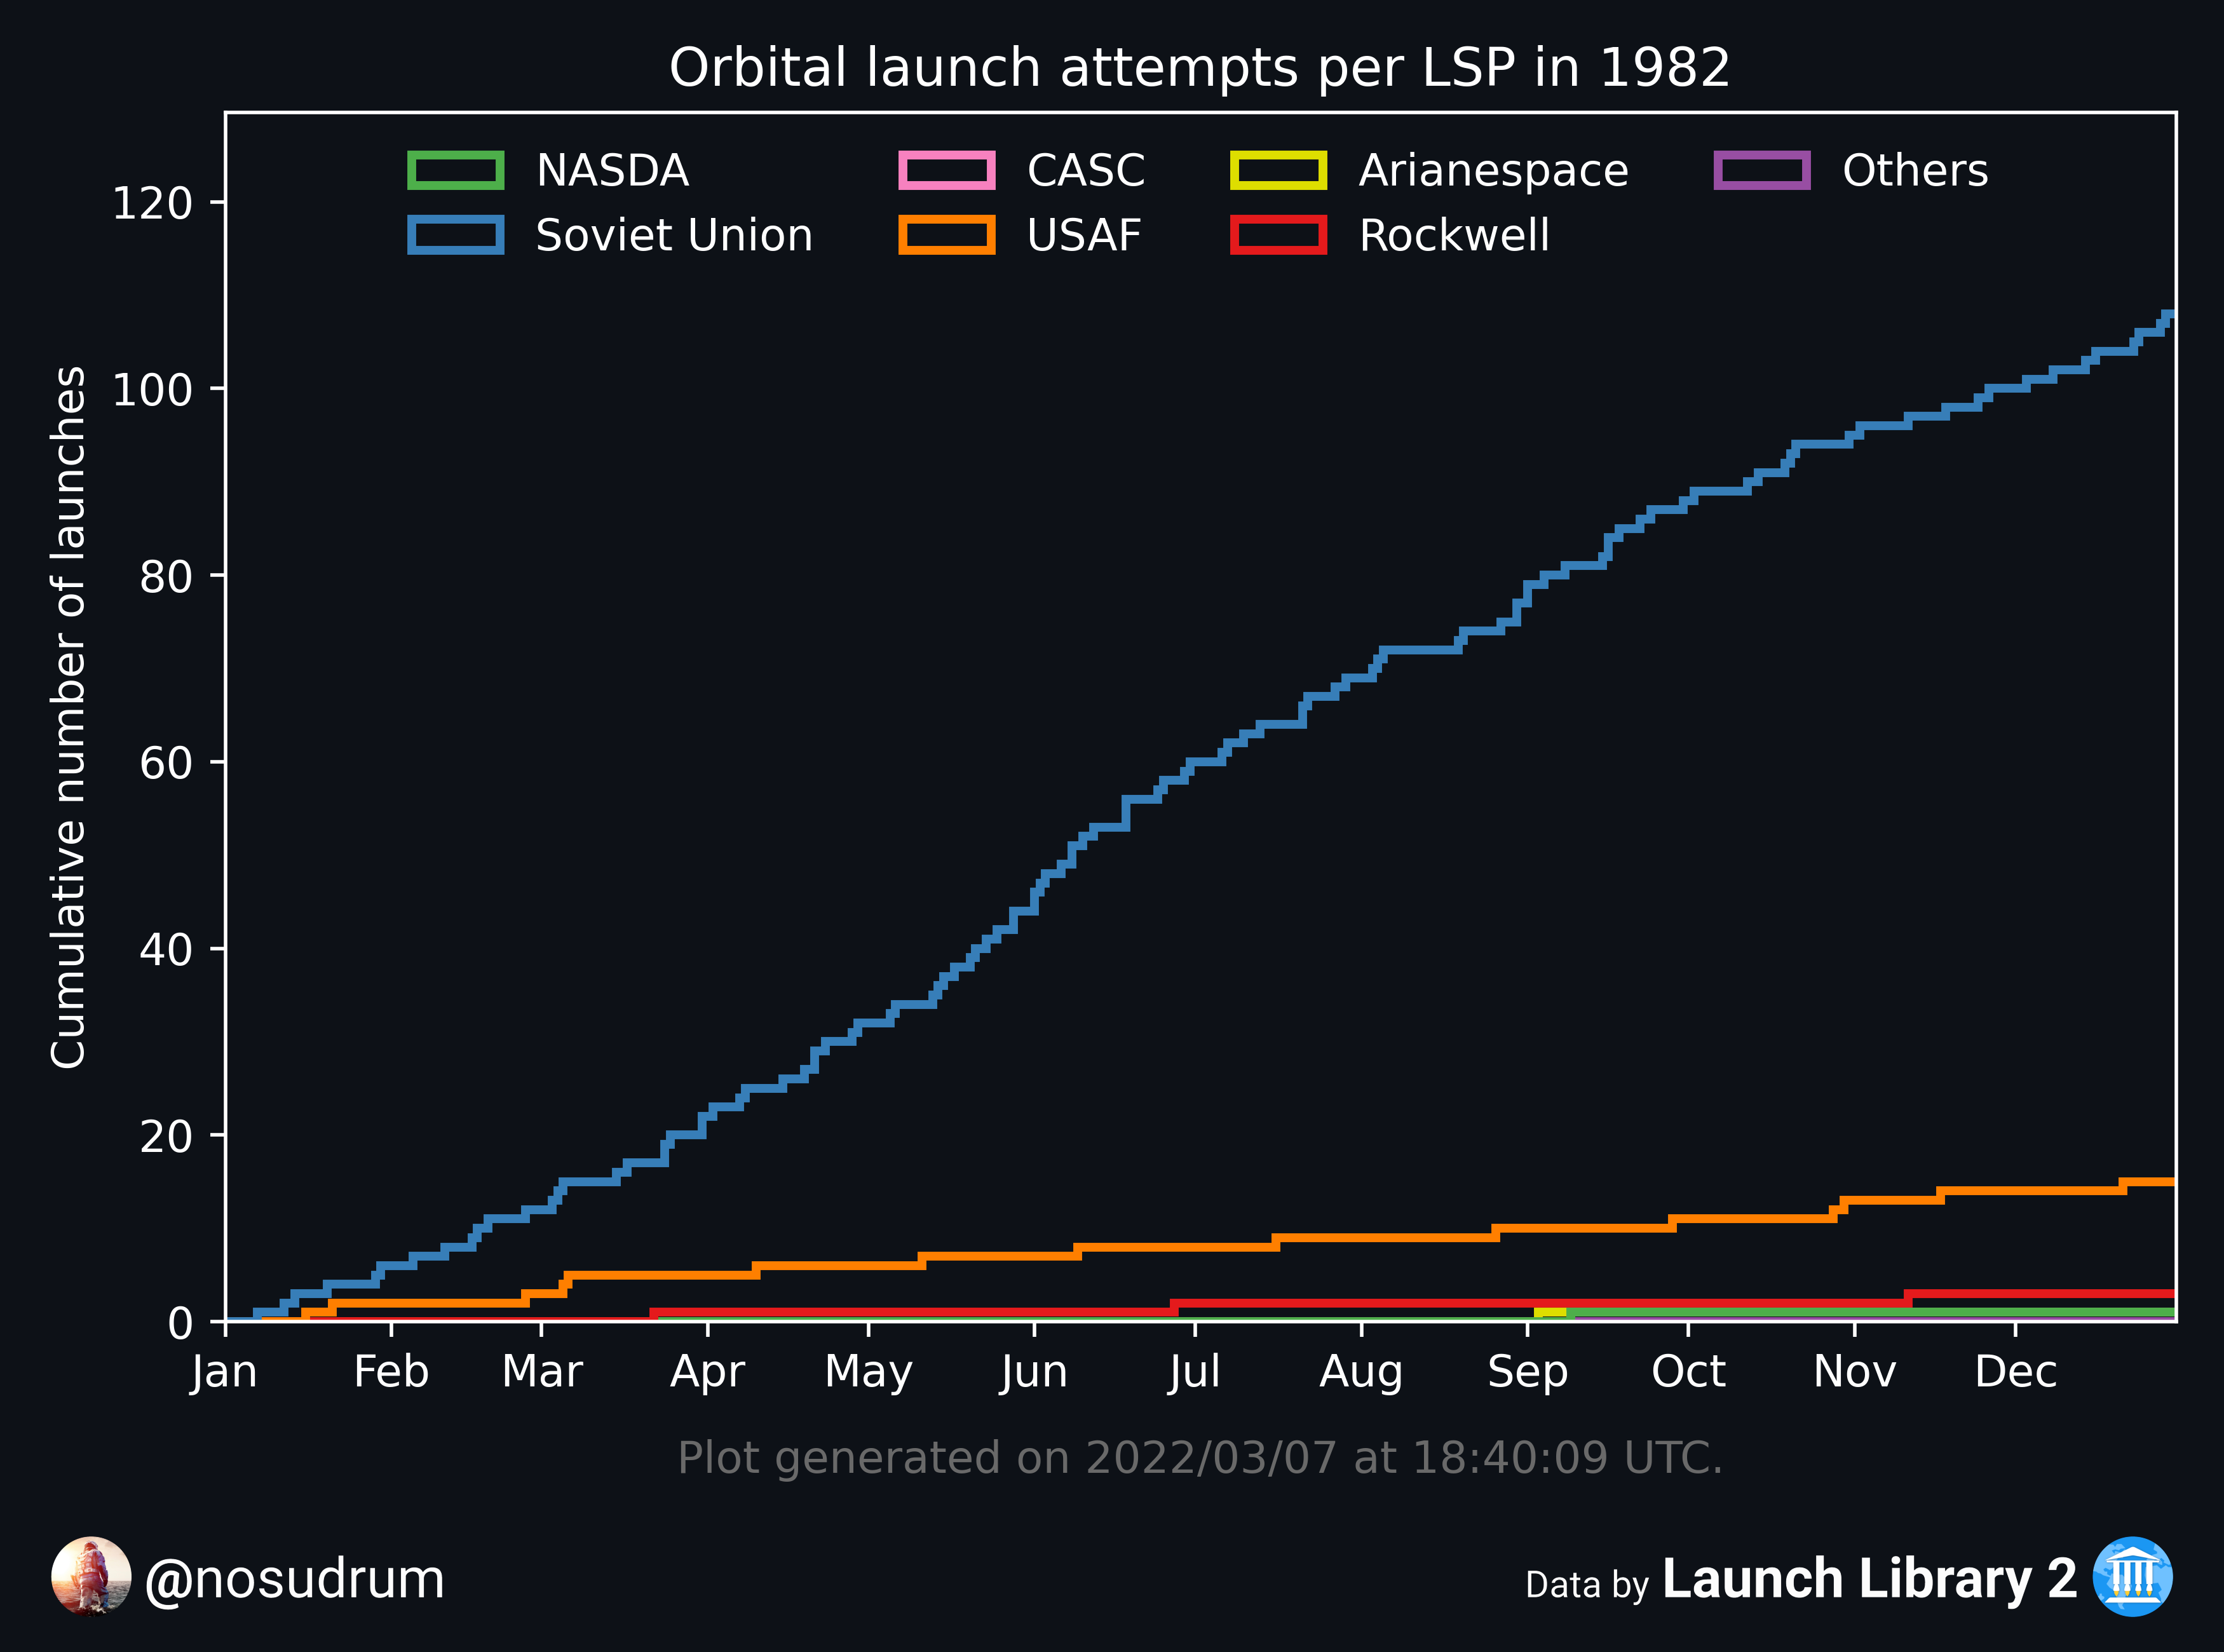 Orbital launch attempts per LSP in 1982
NASDA
CASC
Arianespace
Others
Soviet Union
USAF
Rockwell
Cumulative number of launches
120
100
80
60
40
20
0
Jan Feb Mar Apr May Jun Jul Aug Sep Oct Nov Dec
Plot generated on 2022/03/07 at 18:40:09 UTC.
@nosudrum
Data by Launch Library 2